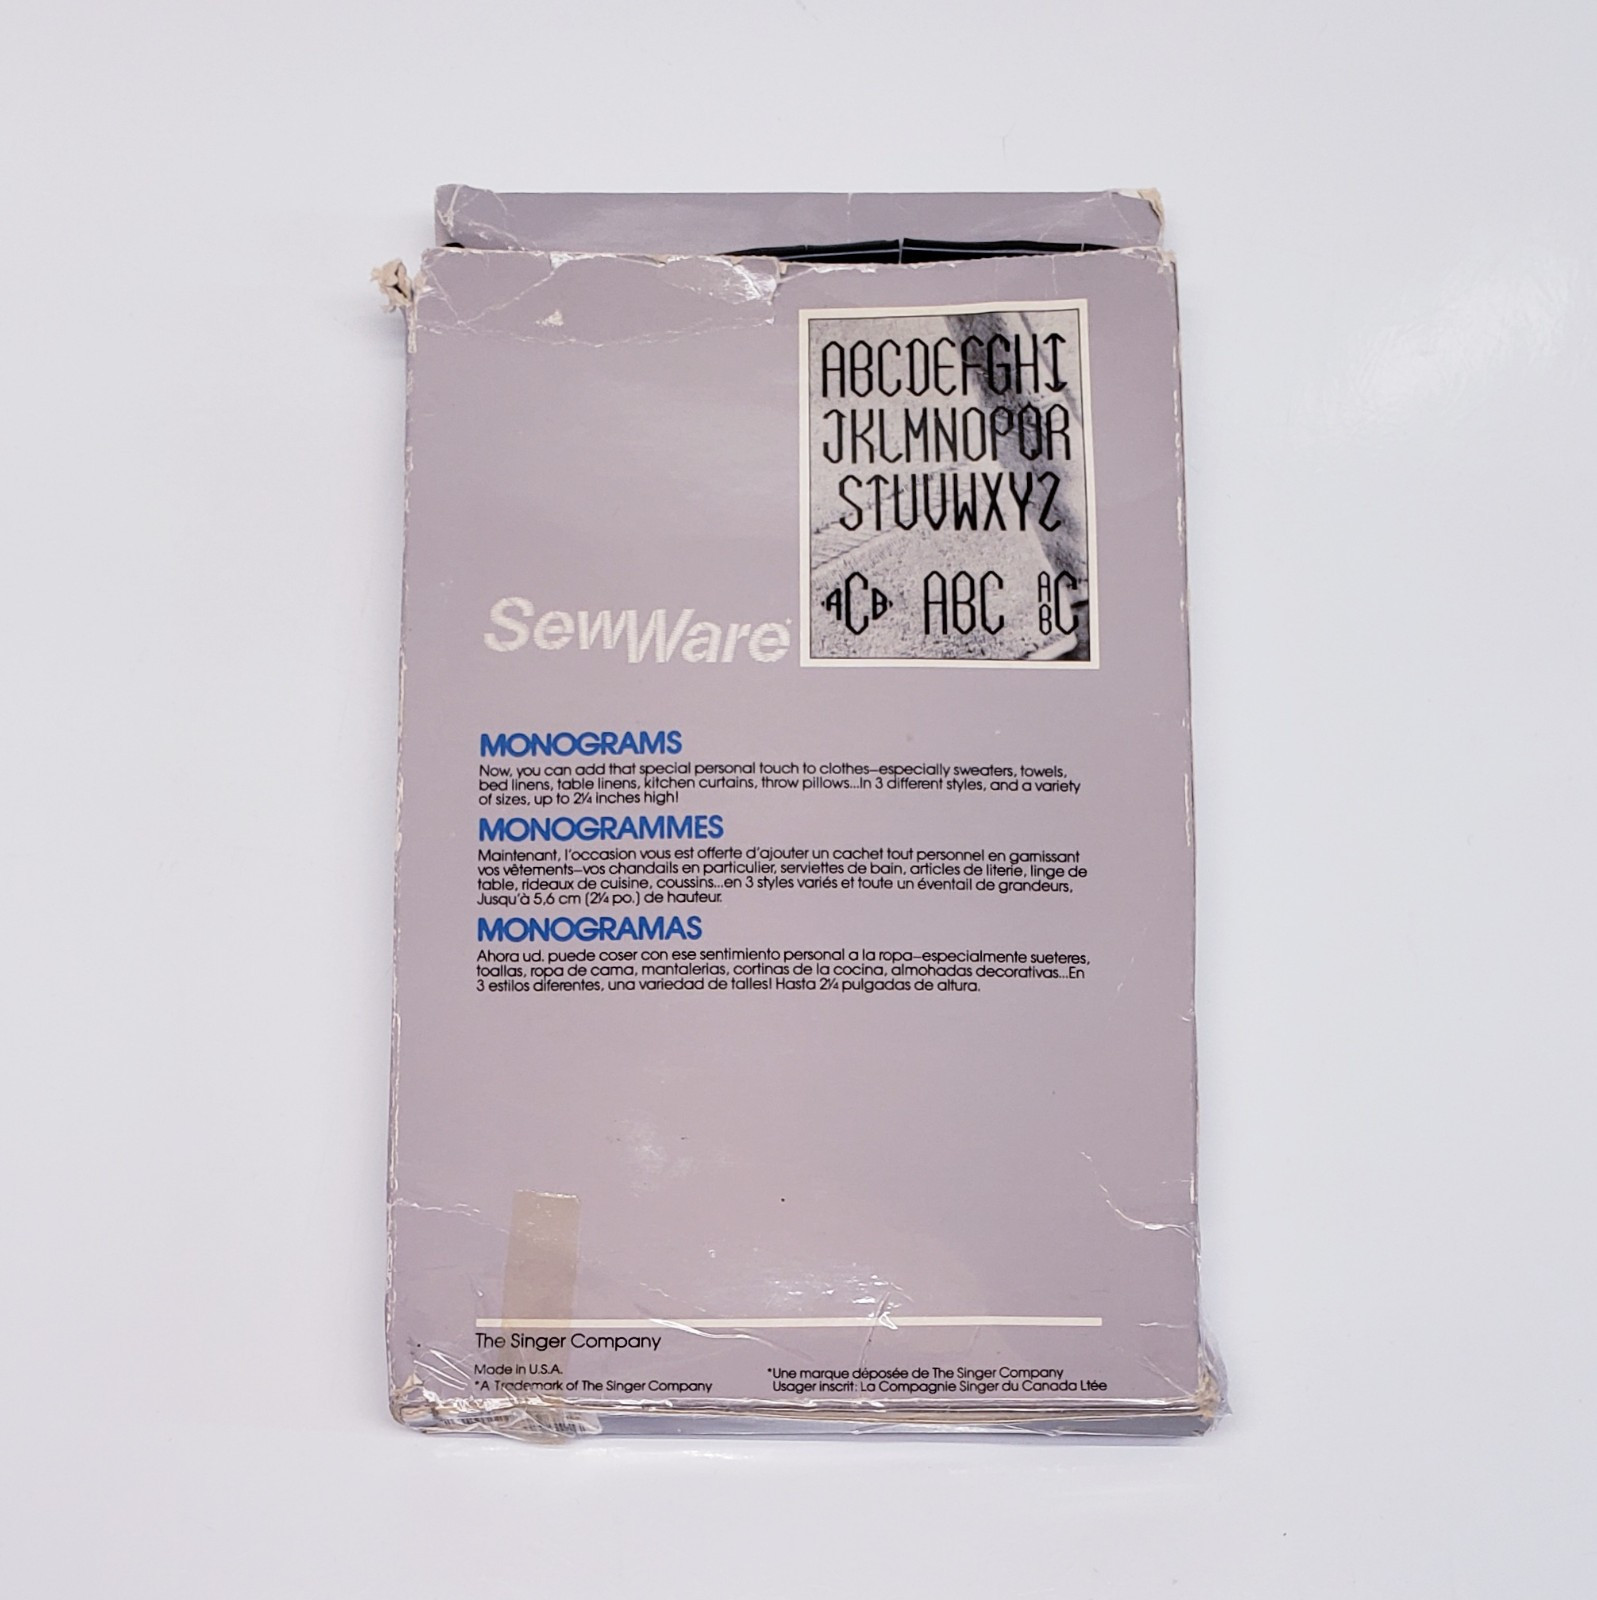 ABCDEFGHI
JKLMNOPQR
STUVWXYZ
ACB ABC ABC
SewWare*
MONOGRAMS
Now, you can add that special personal touch to clothes–especially sweaters, towels,
bed linens, table linens, kitchen curtains, throw pillows...In 3 different styles, and a variety
of sizes, up to 2¼ inches high!
MONOGRAMMES
Maintenant, l'occasion vous est offerte d'ajouter un cachet tout personnel en garnissant
vos vêtements–vos chandails en particulier, serviettes de bain, articles de literie, linge de
table, rideaux de cuisine, coussins...en 3 styles variés et toute un éventail de grandeurs,
Jusqu'à 5,6 cm (2¼ po.) de hauteur.
MONOGRAMAS
Ahora ud. puede coser con ese sentimiento personal a la ropa–especialmente sueteres,
toallas, ropa de cama, mantalerias, cortinas de la cocina, almohadas decorativas...En
3 estilos diferentes, una variedad de talles! Hasta 2¼ pulgadas de altura.
The Singer Company
Made in U.S.A.
*A Trademark of The Singer Company
*Une marque déposée de The Singer Company
Usager inscrit: La Compagnie Singer du Canada Ltée